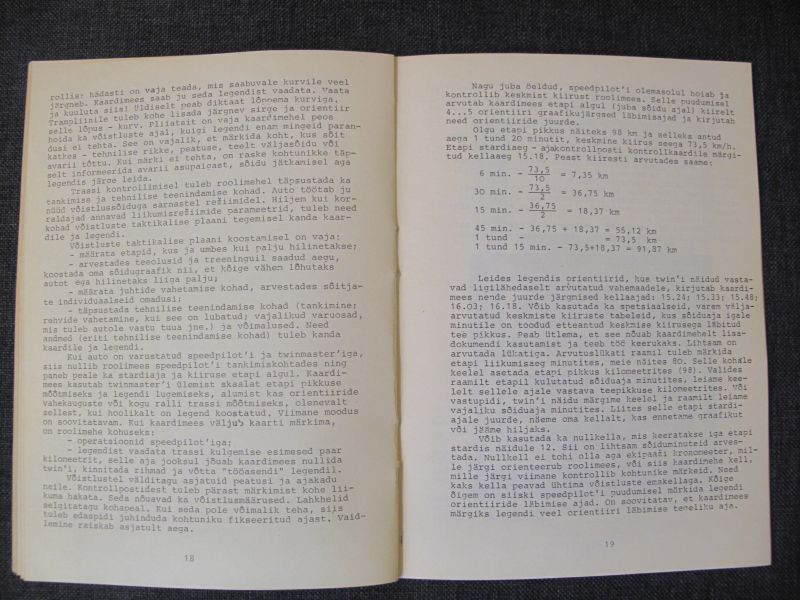 rollis: hädasti on vaja teada, mis saabuvale kurvile veel
järgneb. Kaardimees saab ju seda legendist vaadata. Vaata
ja kuuluta siis! Üldiselt peab diktaat lõppema kurviga.
Trampliinile tuleb kohe lisada järgnev sirge ja orientiir
selle lõpus - kurv. Pliiatsit on vaja kaardimehel peos
hoida ka võistluste ajal, kuigi legendi enam mingeid paran-
dusi ei tehta. See on vajalik, et märkida koht, kus sõit
katkes - tehnilise rikke, peatuse, teelt väljasõidu või
avarii tõttu. Kui märki ei tehta, on raske kohtunikke täp-
selt informeerida avarii asupaigast, sõidu jätkamisel aga
legendis järge leida.
Trassi kontrollimisel tuleb roolimehel täpsustada ka
tankimise ja tehnilise teenindamise kohad. Auto töötab ju
nüüd võistlussõiduga sarnastel režiimidel. Hiljem kui kor-
raldajad annavad liikumisrežiimide parameetrid, tuleb need
kohad võistluste taktikalise plaani tegemisel kanda kaar-
dile ja legendi.
Võistluste taktikalise plaani koostamisel on vaja:
- määrata etapid, kus ja umbes kui palju hilinetakse;
- arvestades teeolusid ja treeninguil saadud aegu,
koostada oma sõidugraafik nii, et kõige vähem lõhutaks
autot ega hilinetaks liiga palju;
- määrata juhtide vahetamise kohad, arvestades sõitja-
te individuaalseid omadusi;
- täpsustada tehnilise teenindamise kohad (tankimine;
rehvide vahetamine, kui see on lubatud; vajalikud varuosad,
mis tuleb autole vastu tuua jne.) ja võimalused. Need
andmed (eriti tehnilise teenindamise kohad) tuleb kanda
kaardile ja legendi.
Kui auto on varustatud speedpilot'i ja twinmaster'iga,
siis nullib roolimees speedpilot'i tankimiskohtades ning
paneb peale ka stardiaja ja kiiruse etapi algul. Kaardi-
mees kasutab twinmaster'i ülemist skaalat etapi pikkuse
mõõtmiseks ja legendi lugemiseks, alumist kas orientiiride
vahekauguste või kogu ralli trassi mõõtmiseks, olenevalt
sellest, kui hoolikalt on legend koostatud. Viimane moodus
on soovitatavam. Kui kaardimees väljub kaarti märkima,
on roolimehe kohuseks:
- operatsioonid speedpilot'iga;
- legendist vaadata trassi kulgemise esimesed paar
kilomeetrit, selle aja jooksul jõuab kaardimees nullida
twin'i, kinnitada rihmad ja võtta "tööasendi" legendil.
Võistlustel välditagu asjatuid peatusi ja ajakadu
neile. Kontrollpostidest tuleb pärast märkimist kohe lii-
kuma hakata. Seda nõuavad ka võistlusmäärused. Lahkhelid
selgitatagu kohapeal. Kui seda pole võimalik teha, siis
tuleb edaspidi juhinduda kohtuniku fikseeritud ajast. Vaid-
lemine raiskab asjatult aega.
18
Nagu juba öeldud, speedpilot'i olemasolul hoiab ja
kontrollib keskmist kiirust roolimees. Selle puudumisel
arvutab kaardimees etapi algul (juba sõidu ajal) kiirelt
4...5 orientiiri graafikujärgsed läbimisajad ja kirjutab
need orientiiride juurde.
Olgu etapi pikkus näiteks 98 km ja selleks antud
aega 1 tund 20 minutit, keskmine kiirus seega 73,5 km/h.
Etapi stardiaeg - ajakontrollposti kontrollkaardile märgi-
tud kellaaeg 15.18. Peast kiiresti arvutades saame:
6 min. - 73,5/10 = 7,35 km
30 min. - 73,5/2 = 36,75 km
15 min. - 36,75/2 = 18,37 km
45 min. - 36,75 + 18,37 = 55,12 km
1 tund - = 73,5 km
1 tund 15 min. - 73,5+18,37 = 91,87 km
Leides legendis orientiirid, kus twin'i näidud vasta-
vad ligilähedaselt arvutatud vahemaadele, kirjutab kaardi-
mees nende juurde järgmised kellaajad: 15.24; 15.33; 15.48;
16.03; 16.18. Võib kasutada ka spetsiaalseid, varem välja-
arvutatud keskmiste kiiruste tabeleid, kus sõiduaja igale
minutile on toodud etteantud keskmise kiirusega läbitud
tee pikkus. Peab ütlema, et see nõuab kaardimehelt lisa-
dokumendi kasutamist ja teeb töö keerukaks. Lihtsam on
arvutada lükatiga. Arvutuslükati raamil tuleb märkida
etapi liikumisaeg minutites, meie näites 80. Selle kohale
keelel asetada etapi pikkus kilomeetrites (98). Valides
raamilt etapil kulutatud sõiduaja minutites, leiame kee-
lelt sellele ajale vastava teepikkuse kilomeetrites. Või
vastupidi, twin'i näidu märgime keelel ja raamilt leiame
vajaliku sõiduaja minutites. Liites selle etapi stardi-
ajale juurde, näeme oma kellalt, kas ennetame graafikut
või jääme hiljaks.
Võib kasutada ka nullkella, mis keeratakse iga etapi
stardis näidule 12. Sii on lihtsam sõiduminuteid arves-
tada. Nullkell ei tohi olla aga ekipaaži kronomeeter, mil-
le järgi orienteerub roolimees, või siis kaardimehe kell,
mille järgi viimane kontrollib kohtunike märkeid. Need
kaks kella peavad ühtima võistluste emakellaga. Kõige
õigem on siiski speedpilot'i puudumisel märkida legendi
orientiiride läbimise ajad. On soovitatav, et kaardimees
märgiks legendi veel orientiiri läbimise tegeliku aja.
19